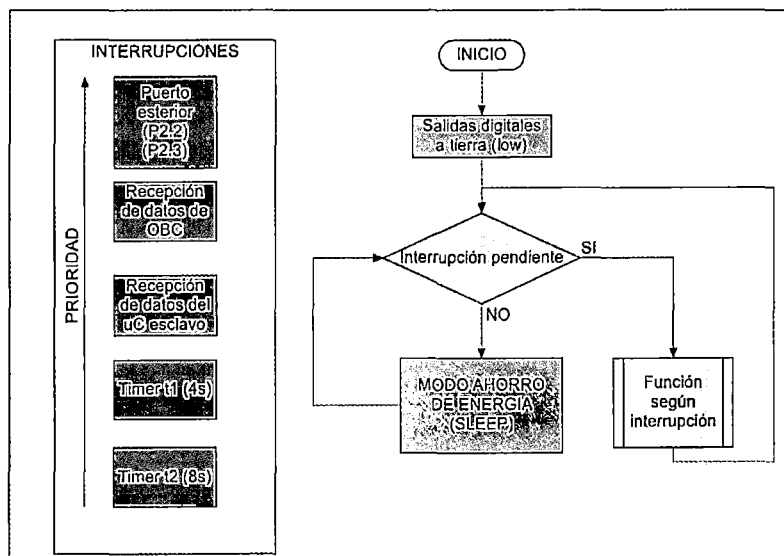 INTERRUPCIONES
PRIORIDAD
Puerto
esterior
(P2.2)
(P2.3)
Recepción
de datos de
OBC
Recepción
de datos del
uC esclavo
Timer t1 (4s)
Timer t2 (8s)
INICIO
Salidas digitales
a tierra (low)
Interrupción pendiente
SI
NO
MODO AHORRO
DE ENERGIA
(SLEEP)
Función
según
interrupción